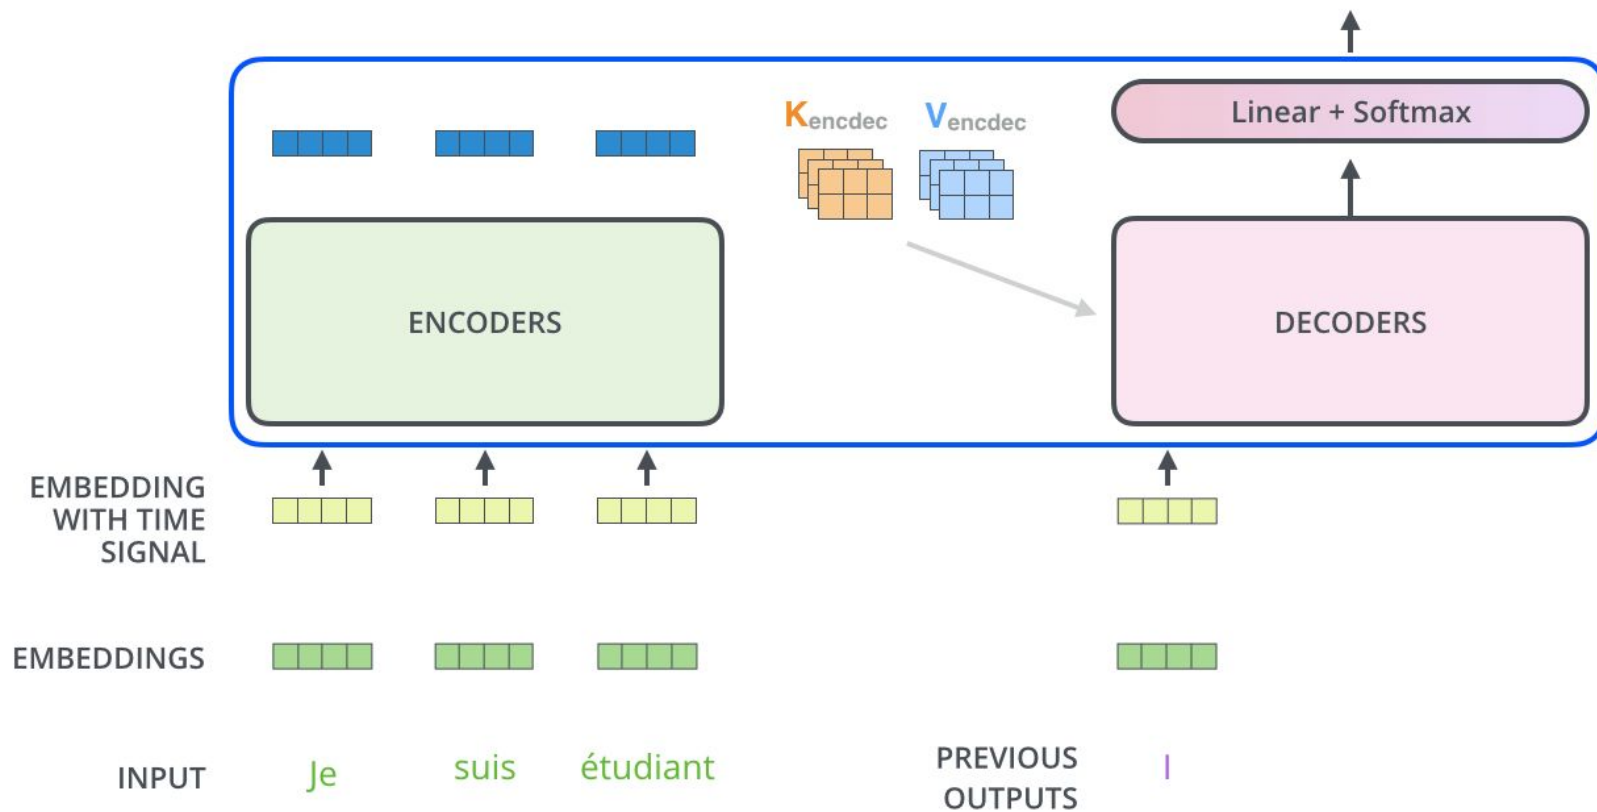 Kencdec
Vencdec
Linear + Softmax
ENCODERS
DECODERS
EMBEDDING
WITH TIME
SIGNAL
EMBEDDINGS
INPUT
Je
suis
étudiant
PREVIOUS
OUTPUTS
I